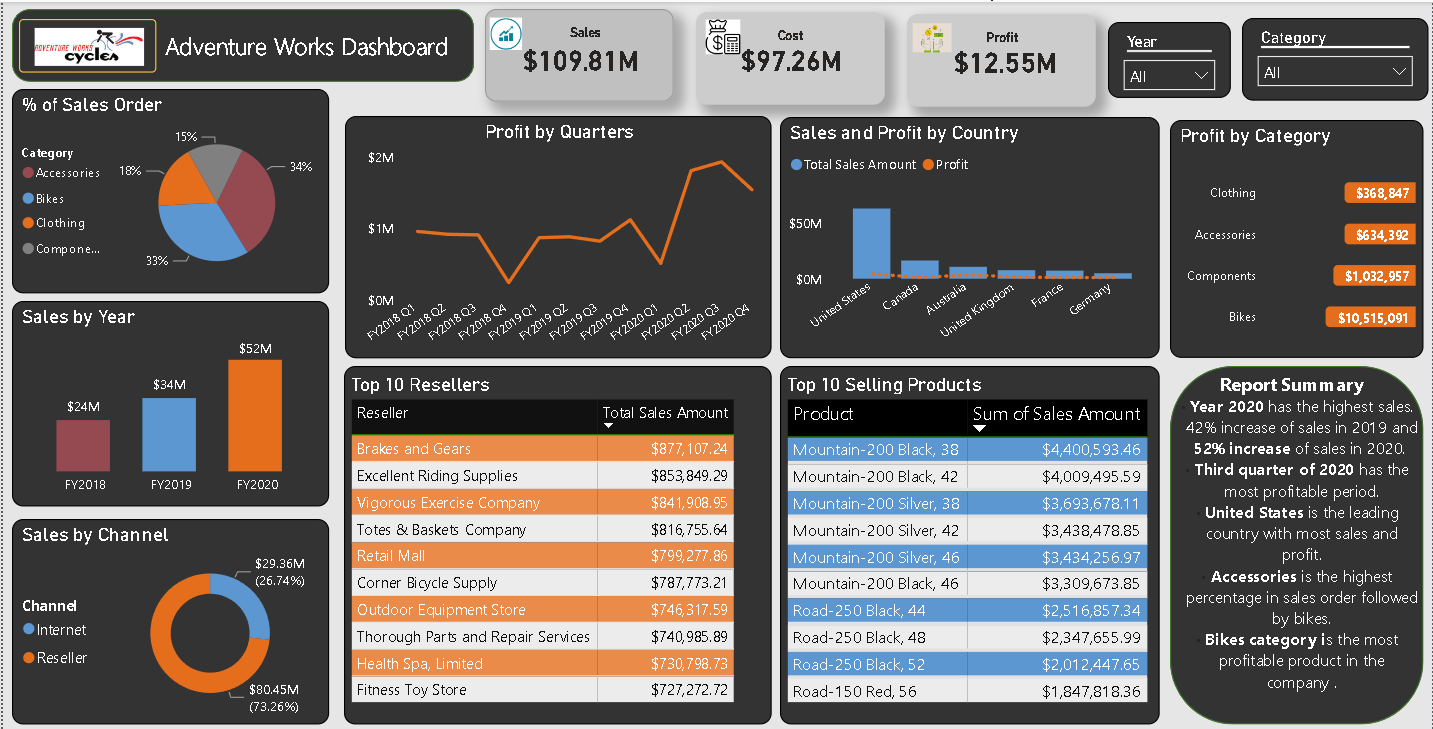 ADVENTURE WORKS
cycles
Adventure Works Dashboard
Sales
$109.81M
Cost
$97.26M
Profit
$12.55M
Year
All
Category
All
% of Sales Order
Category
Accessories
Bikes
Clothing
Compone...
15%
18%
34%
33%
Profit by Quarters
$2M
$1M
$0M
FY2018 Q1
FY2018 Q2
FY2018 Q3
FY2018 Q4
FY2019 Q1
FY2019 Q2
FY2019 Q3
FY2019 Q4
FY2020 Q1
FY2020 Q2
FY2020 Q3
FY2020 Q4
Sales and Profit by Country
Total Sales Amount Profit
$50M
$0M
United States
Canada
Australia
United Kingdom
France
Germany
Profit by Category
Clothing $368,847
Accessories $634,392
Components $1,032,957
Bikes $10,515,091
Sales by Year
$24M
$34M
$52M
FY2018 FY2019 FY2020
Sales by Channel
Channel
Internet
Reseller
$29.36M
(26.74%)
$80.45M
(73.26%)
Top 10 Resellers
Reseller Total Sales Amount
Brakes and Gears $877,107.24
Excellent Riding Supplies $853,849.29
Vigorous Exercise Company $841,908.95
Totes & Baskets Company $816,755.64
Retail Mall $799,277.86
Corner Bicycle Supply $787,773.21
Outdoor Equipment Store $746,317.59
Thorough Parts and Repair Services $740,985.89
Health Spa, Limited $730,798.73
Fitness Toy Store $727,272.72
Top 10 Selling Products
Product Sum of Sales Amount
Mountain-200 Black, 38 $4,400,593.46
Mountain-200 Black, 42 $4,009,495.59
Mountain-200 Silver, 38 $3,693,678.11
Mountain-200 Silver, 42 $3,438,478.85
Mountain-200 Silver, 46 $3,434,256.97
Mountain-200 Black, 46 $3,309,673.85
Road-250 Black, 44 $2,516,857.34
Road-250 Black, 48 $2,347,655.99
Road-250 Black, 52 $2,012,447.65
Road-150 Red, 56 $1,847,818.36
Report Summary
Year 2020 has the highest sales.
42% increase of sales in 2019 and
52% increase of sales in 2020.
Third quarter of 2020 has the
most profitable period.
United States is the leading
country with most sales and
profit.
Accessories is the highest
percentage in sales order followed
by bikes.
Bikes category is the most
profitable product in the
company .